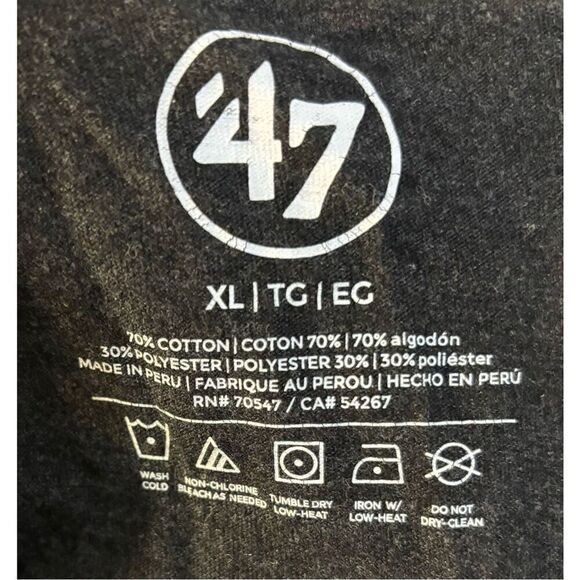 '47
XL | TG | EG
70% COTTON | COTON 70% | 70% algodón
30% POLYESTER | POLYESTER 30% | 30% poliéster
MADE IN PERU | FABRIQUE AU PEROU | HECHO EN PERÚ
RN# 70547 / CA# 54267
WASH COLD
NON-CHLORINE BLEACH AS NEEDED
TUMBLE DRY LOW-HEAT
IRON W/ LOW-HEAT
DO NOT DRY-CLEAN